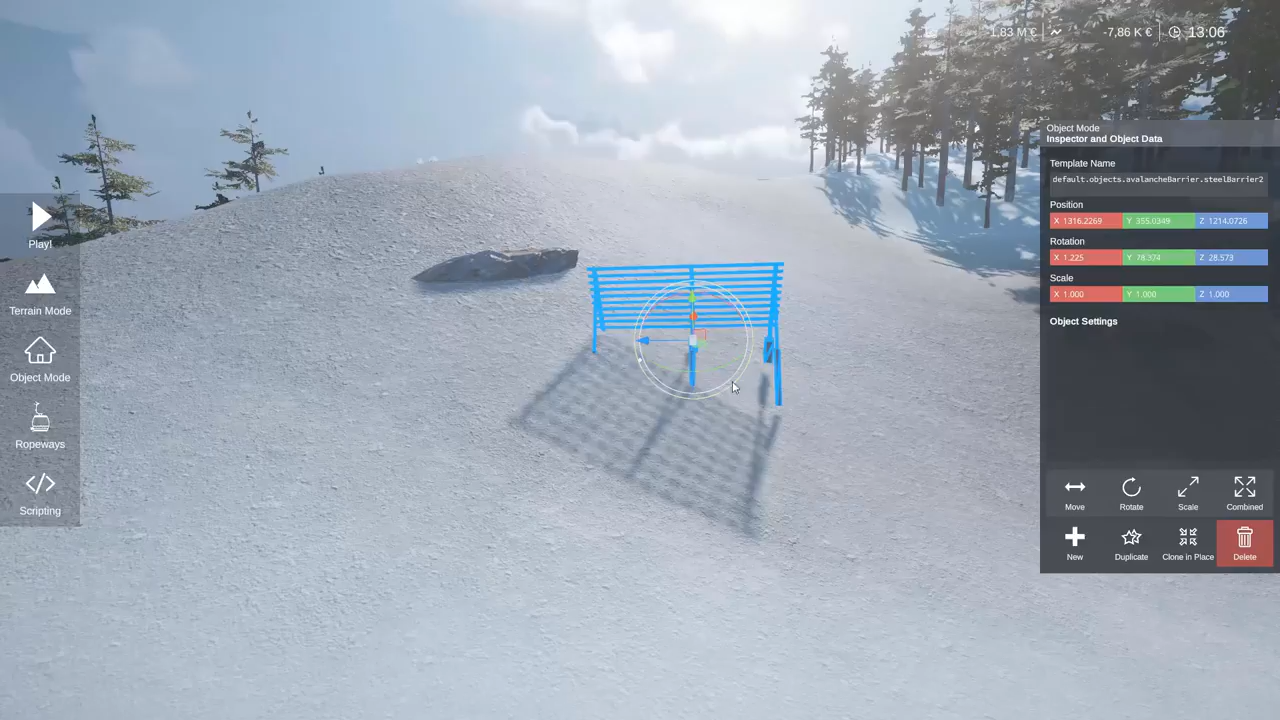 1,83 M € -7,86 K € 13:06
Play!
Terrain Mode
Object Mode
Ropeways
Scripting
Object Mode
Inspector and Object Data
Template Name
default.objects.avalancheBarrier.steelBarrier2
Position
X 1316.2269 Y 355.0349 Z 1214.0726
Rotation
X 1.225 Y 78.374 Z 28.573
Scale
X 1.000 Y 1.000 Z 1.000
Object Settings
Move Rotate Scale Combined
New Duplicate Clone in Place Delete